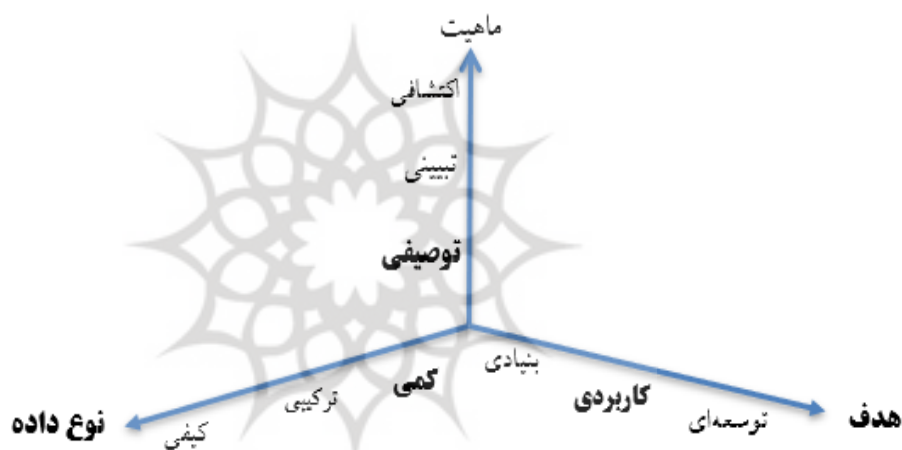 ماهیت
اکتشافی
تبیینی
توصیفی
بنیادی
کمی
کاربردی
ترکیبی
توسعه‌ای
هدف
نوع داده
کیفی